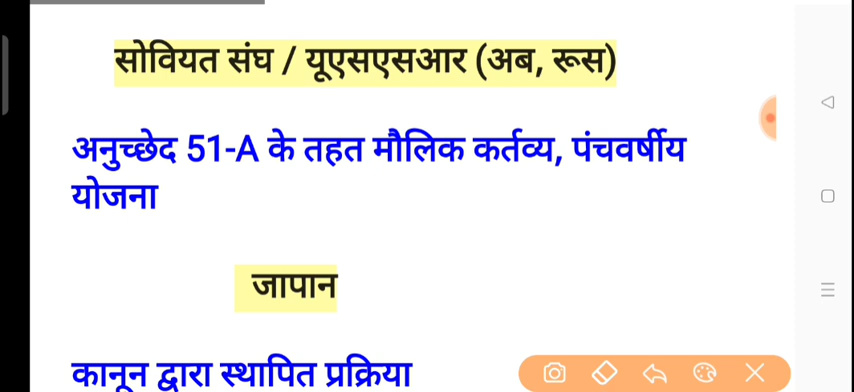 सोवियत संघ / यूएसएसआर (अब, रूस)
अनुच्छेद 51-A के तहत मौलिक कर्तव्य, पंचवर्षीय
योजना
जापान
कानून द्वारा स्थापित प्रक्रिया